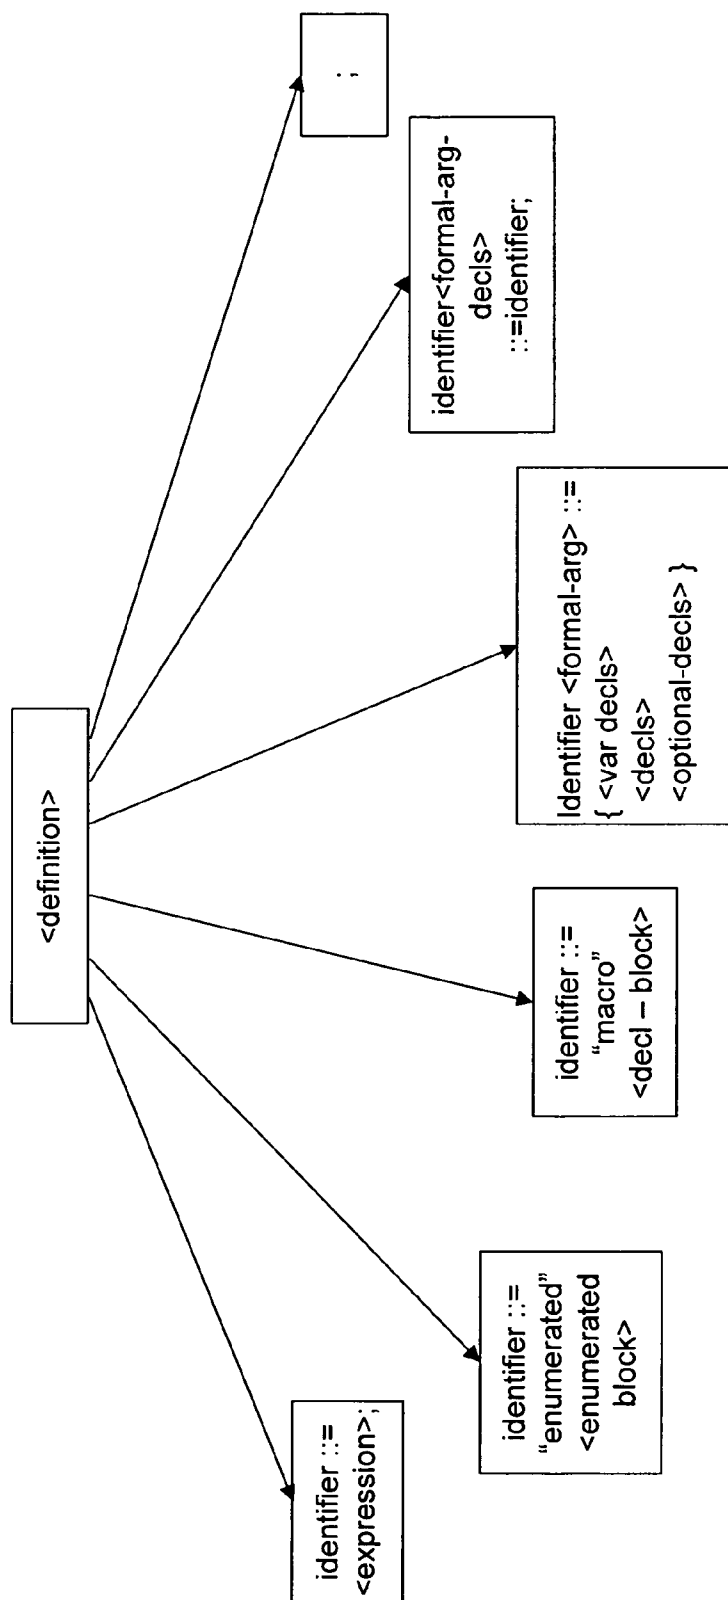 <definition>
identifier ::=
<expression>;
identifier ::=
“enumerated”
<enumerated
block>
identifier ::=
“macro”
<decl – block>
Identifier <formal-arg> ::=
{ <var decls>
<decls>
<optional-decls> }
identifier<formal-arg-
decls>
::=identifier;
;